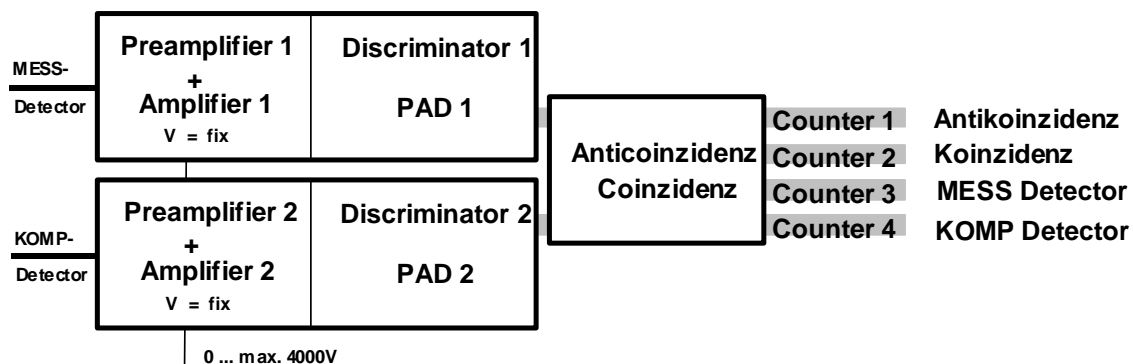 Preamplifier 1
+
Amplifier 1
V = fix
Discriminator 1
PAD 1
MESS-
Detector
Preamplifier 2
+
Amplifier 2
V = fix
Discriminator 2
PAD 2
KOMP-
Detector
0 ... max. 4000V
Anticoinzidenz
Coinzidenz
Counter 1 Antikoinzidenz
Counter 2 Koinzidenz
Counter 3 MESS Detector
Counter 4 KOMP Detector